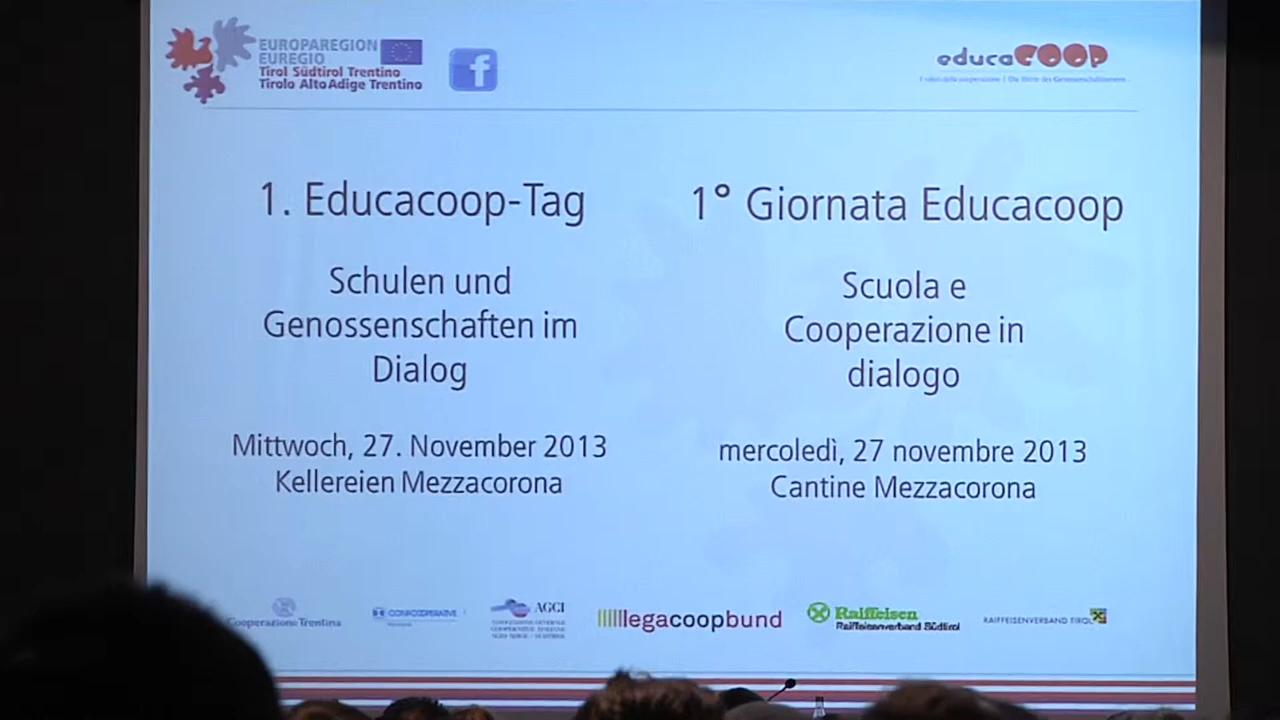 EUROPAREGION
EUREGIO
Tirol Südtirol Trentino
Tirolo Alto Adige Trentino
f
educacoop
1. Educacoop-Tag
Schulen und
Genossenschaften im
Dialog
Mittwoch, 27. November 2013
Kellereien Mezzacorona
1° Giornata Educacoop
Scuola e
Cooperazione in
dialogo
mercoledì, 27 novembre 2013
Cantine Mezzacorona
Cooperazione Trentina
CONFCOOPERATIVE
AGCI
legacoopbund
Raiffeisen
Raiffeisenverband Südtirol
RAIFFEISENVERBAND TIROL